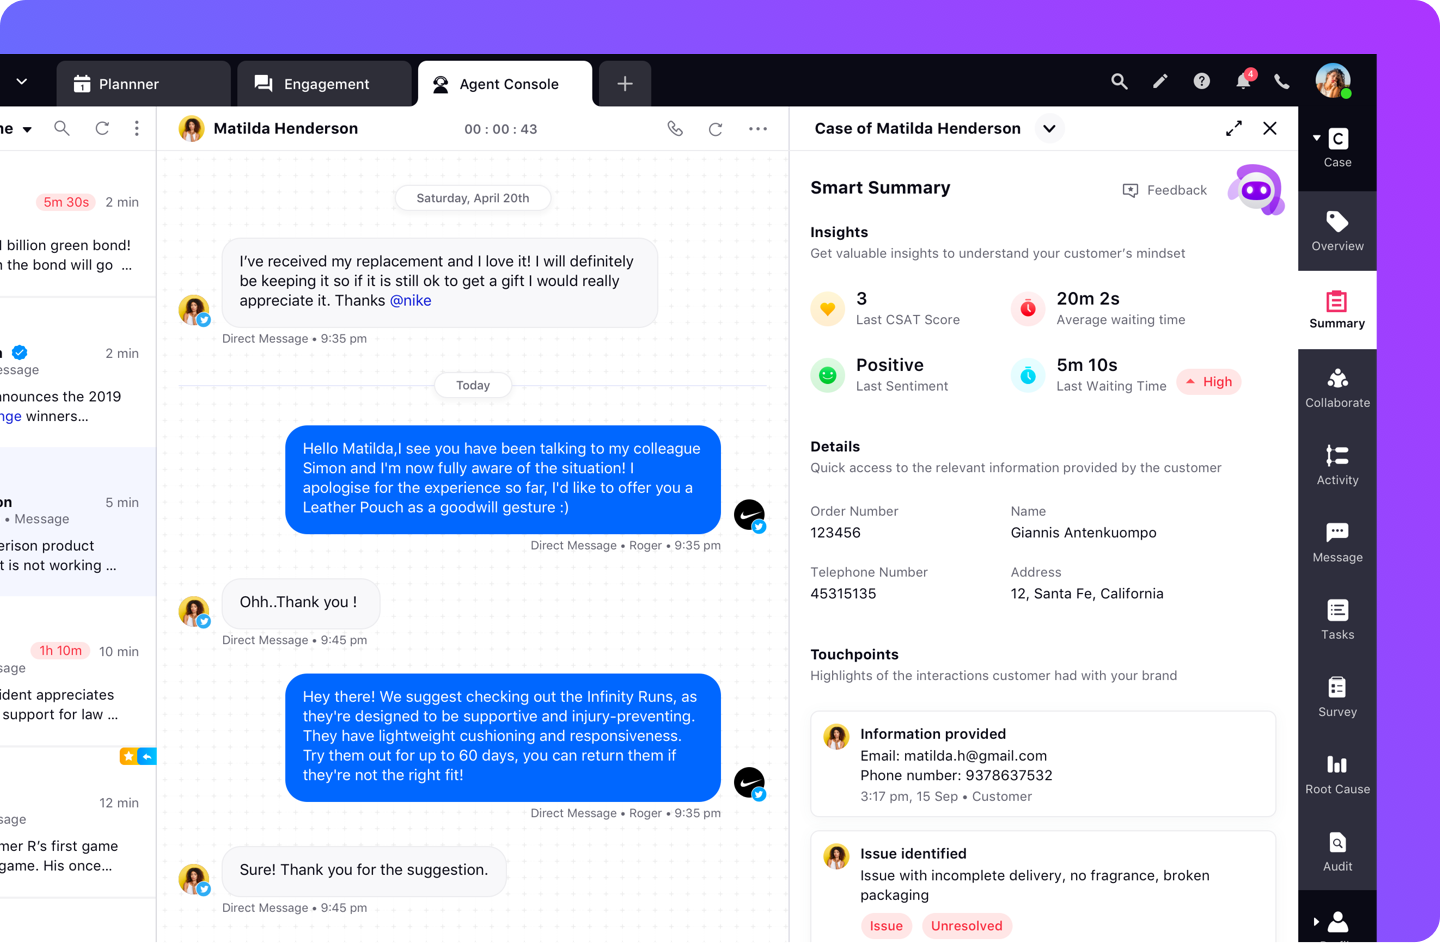 1 Plannner
Engagement
Agent Console
4
ne
5m 30s 2 min
billion green bond!
the bond will go ...
2 min
essage
nnounces the 2019
nge winners...
on 5 min
• Message
erison product
t is not working ...
1h 10m 10 min
sage
ident appreciates
support for law ...
12 min
sage
mer R’s first game
game. His once...
Matilda Henderson
00 : 00 : 43
Saturday, April 20th
I’ve received my replacement and I love it! I will definitely
be keeping it so if it is still ok to get a gift I would really
appreciate it. Thanks @nike
Direct Message • 9:35 pm
Today
Hello Matilda,I see you have been talking to my colleague
Simon and I'm now fully aware of the situation! I
apologise for the experience so far, I'd like to offer you a
Leather Pouch as a goodwill gesture :)
Direct Message • Roger • 9:35 pm
Ohh..Thank you !
Direct Message • 9:45 pm
Hey there! We suggest checking out the Infinity Runs, as
they're designed to be supportive and injury-preventing.
They have lightweight cushioning and responsiveness.
Try them out for up to 60 days, you can return them if
they're not the right fit!
Direct Message • Roger • 9:35 pm
Sure! Thank you for the suggestion.
Direct Message • 9:45 pm
Case of Matilda Henderson
Smart Summary
Feedback
Insights
Get valuable insights to understand your customer’s mindset
3
Last CSAT Score
20m 2s
Average waiting time
Positive
Last Sentiment
5m 10s
Last Waiting Time
High
Details
Quick access to the relevant information provided by the customer
Order Number
123456
Name
Giannis Antenkuompo
Telephone Number
45315135
Address
12, Santa Fe, California
Touchpoints
Highlights of the interactions customer had with your brand
Information provided
Email: matilda.h@gmail.com
Phone number: 9378637532
3:17 pm, 15 Sep • Customer
Issue identified
Issue with incomplete delivery, no fragrance, broken
packaging
Issue Unresolved
C
Case
Overview
Summary
Collaborate
Activity
Message
Tasks
Survey
Root Cause
Audit